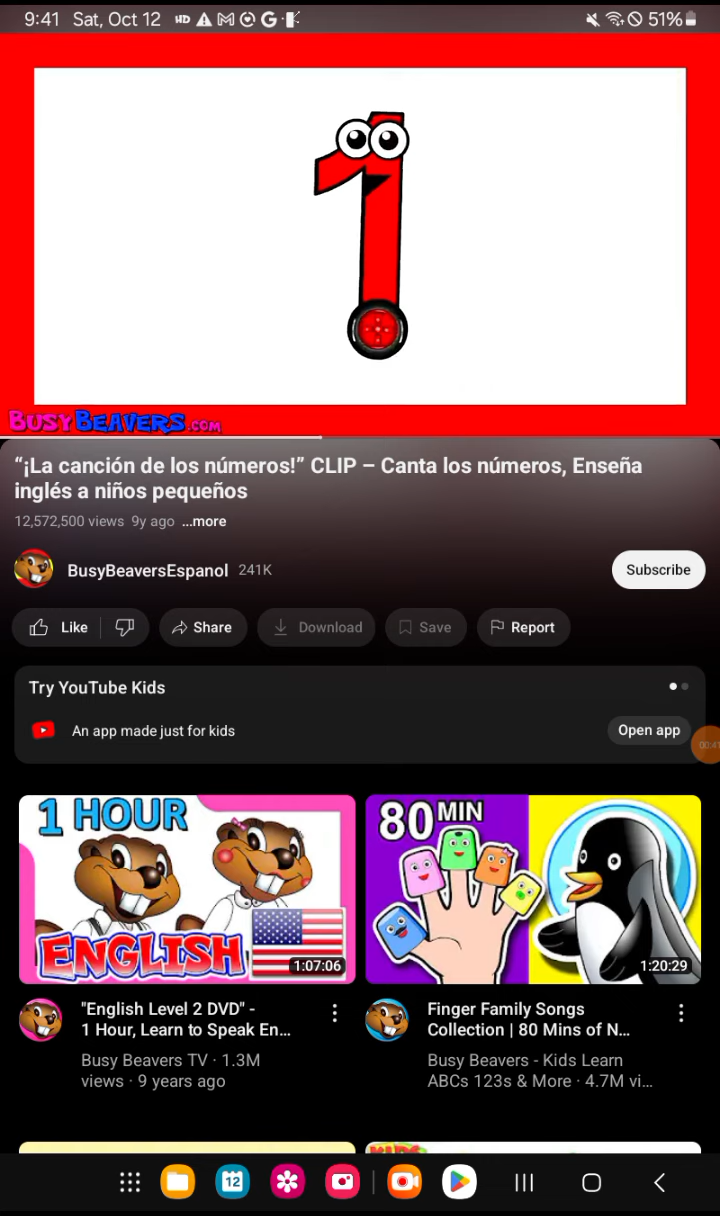 9:41 Sat, Oct 12 HD 51%
1
BUSYBEAVERS.COM
“¡La canción de los números!” CLIP – Canta los números, Enseña
inglés a niños pequeños
12,572,500 views 9y ago ...more
BusyBeaversEspanol 241K
Subscribe
Like
Share
Download
Save
Report
Try YouTube Kids
An app made just for kids
Open app
00:41
1 HOUR
ENGLISH
1:07:06
80 MIN
1:20:29
"English Level 2 DVD" -
1 Hour, Learn to Speak En...
Busy Beavers TV · 1.3M
views · 9 years ago
Finger Family Songs
Collection | 80 Mins of N...
Busy Beavers - Kids Learn
ABCs 123s & More · 4.7M vi...
12